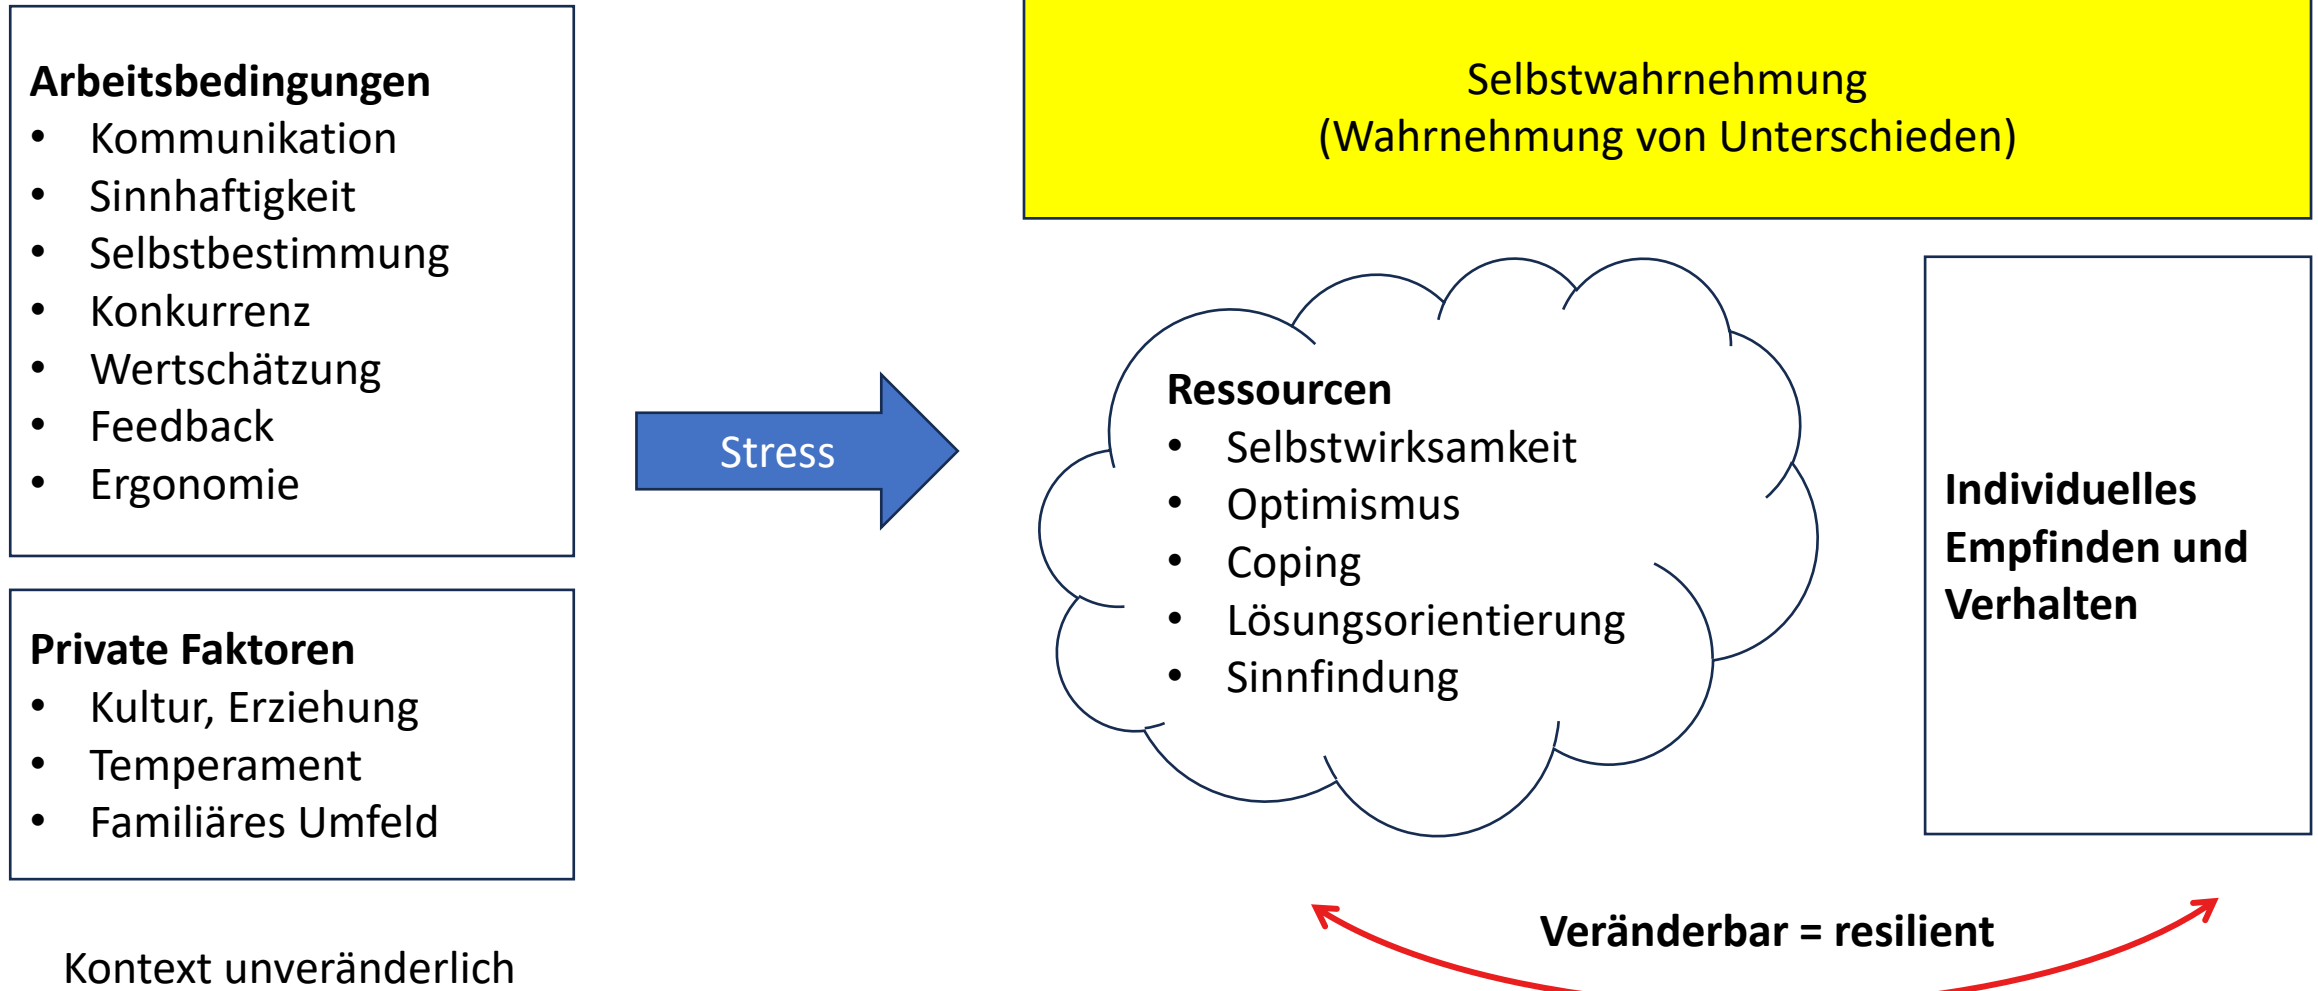 Arbeitsbedingungen
• Kommunikation
• Sinnhaftigkeit
• Selbstbestimmung
• Konkurrenz
• Wertschätzung
• Feedback
• Ergonomie
Private Faktoren
• Kultur, Erziehung
• Temperament
• Familiäres Umfeld
Kontext unveränderlich
Stress
Selbstwahrnehmung
(Wahrnehmung von Unterschieden)
Ressourcen
• Selbstwirksamkeit
• Optimismus
• Coping
• Lösungsorientierung
• Sinnfindung
Individuelles
Empfinden und
Verhalten
Veränderbar = resilient